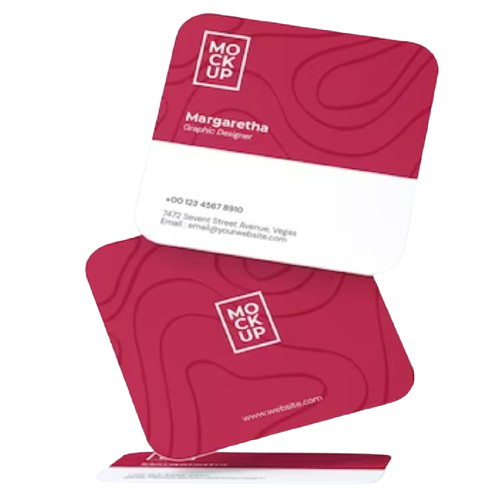 MO
CK
UP
Margaretha
Graphic Designer
+00 123 4567 8910
7472 Sevent Street Avenue, Vegas
Email : email@yourwebsite.com
MO
CK
UP
www.website.com
Margaretha